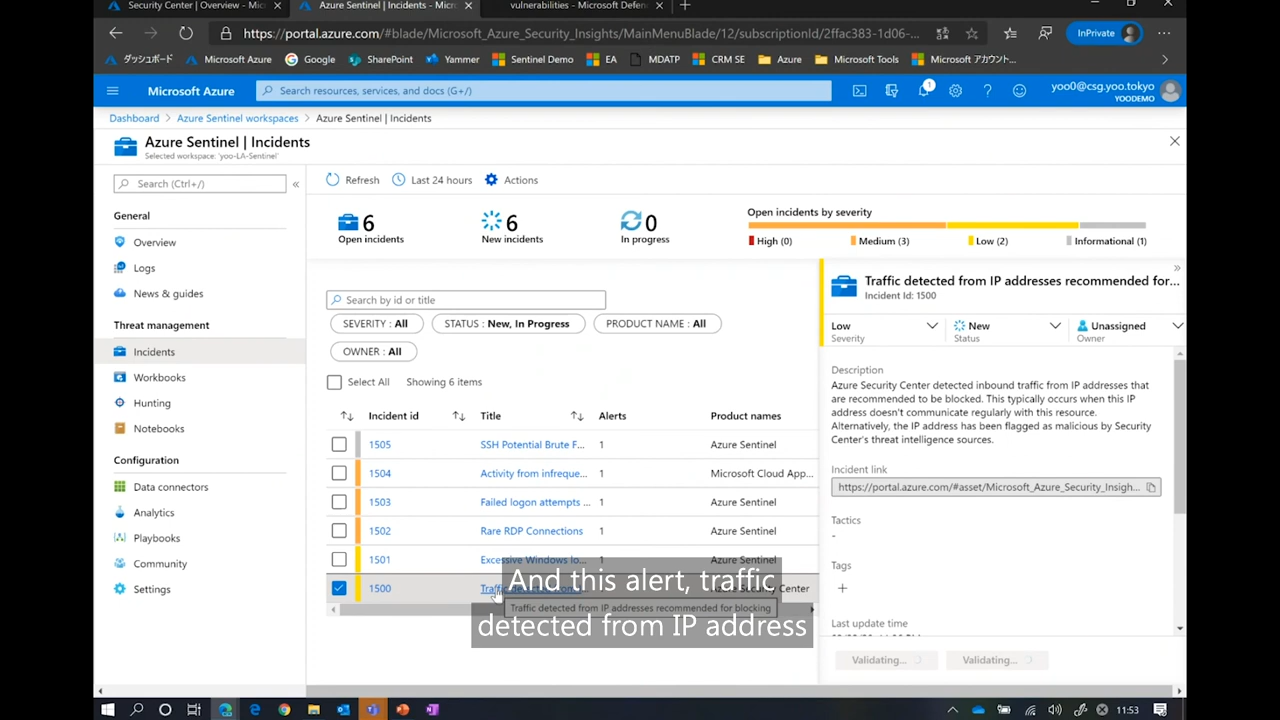 Security Center | Overview - Mic
Azure Sentinel | Incidents - Mic
vulnerabilities - Microsoft Defen
https://portal.azure.com/#blade/Microsoft_Azure_Security_Insights/MainMenuBlade/12/subscriptionId/2ffac383-1d06-...
InPrivate
ダッシュボード
Microsoft Azure
Google
SharePoint
Yammer
Sentinel Demo
EA
MDATP
CRM SE
Azure
Microsoft Tools
Microsoft アカウント...
Microsoft Azure
Search resources, services, and docs (G+/)
1
yoo0@csg.yoo.tokyo
YOODEMO
Dashboard > Azure Sentinel workspaces > Azure Sentinel | Incidents
Azure Sentinel | Incidents
Selected workspace: 'yoo-LA-Sentinel'
Search (Ctrl+/)
General
Overview
Logs
News & guides
Threat management
Incidents
Workbooks
Hunting
Notebooks
Configuration
Data connectors
Analytics
Playbooks
Community
Settings
Refresh
Last 24 hours
Actions
6
Open incidents
6
New incidents
0
In progress
Open incidents by severity
High (0)
Medium (3)
Low (2)
Informational (1)
Search by id or title
SEVERITY : All
STATUS : New, In Progress
PRODUCT NAME : All
OWNER : All
Select All
Showing 6 items
Incident id
Title
Alerts
Product names
1505 SSH Potential Brute F... 1 Azure Sentinel
1504 Activity from infreque... 1 Microsoft Cloud App...
1503 Failed logon attempts ... 1 Azure Sentinel
1502 Rare RDP Connections 1 Azure Sentinel
1501 Excessive Windows lo... 1 Azure Sentinel
1500 Traffic detected from... 1 Azure Security Center
Traffic detected from IP addresses recommended for blocking
And this alert, traffic
detected from IP address
Traffic detected from IP addresses recommended for...
Incident Id: 1500
Low
Severity
New
Status
Unassigned
Owner
Description
Azure Security Center detected inbound traffic from IP addresses that
are recommended to be blocked. This typically occurs when this IP
address doesn't communicate regularly with this resource.
Alternatively, the IP address has been flagged as malicious by Security
Center's threat intelligence sources.
Incident link
https://portal.azure.com/#asset/Microsoft_Azure_Security_Insigh...
Tactics
-
Tags
Last update time
Validating...
Validating...
11:53